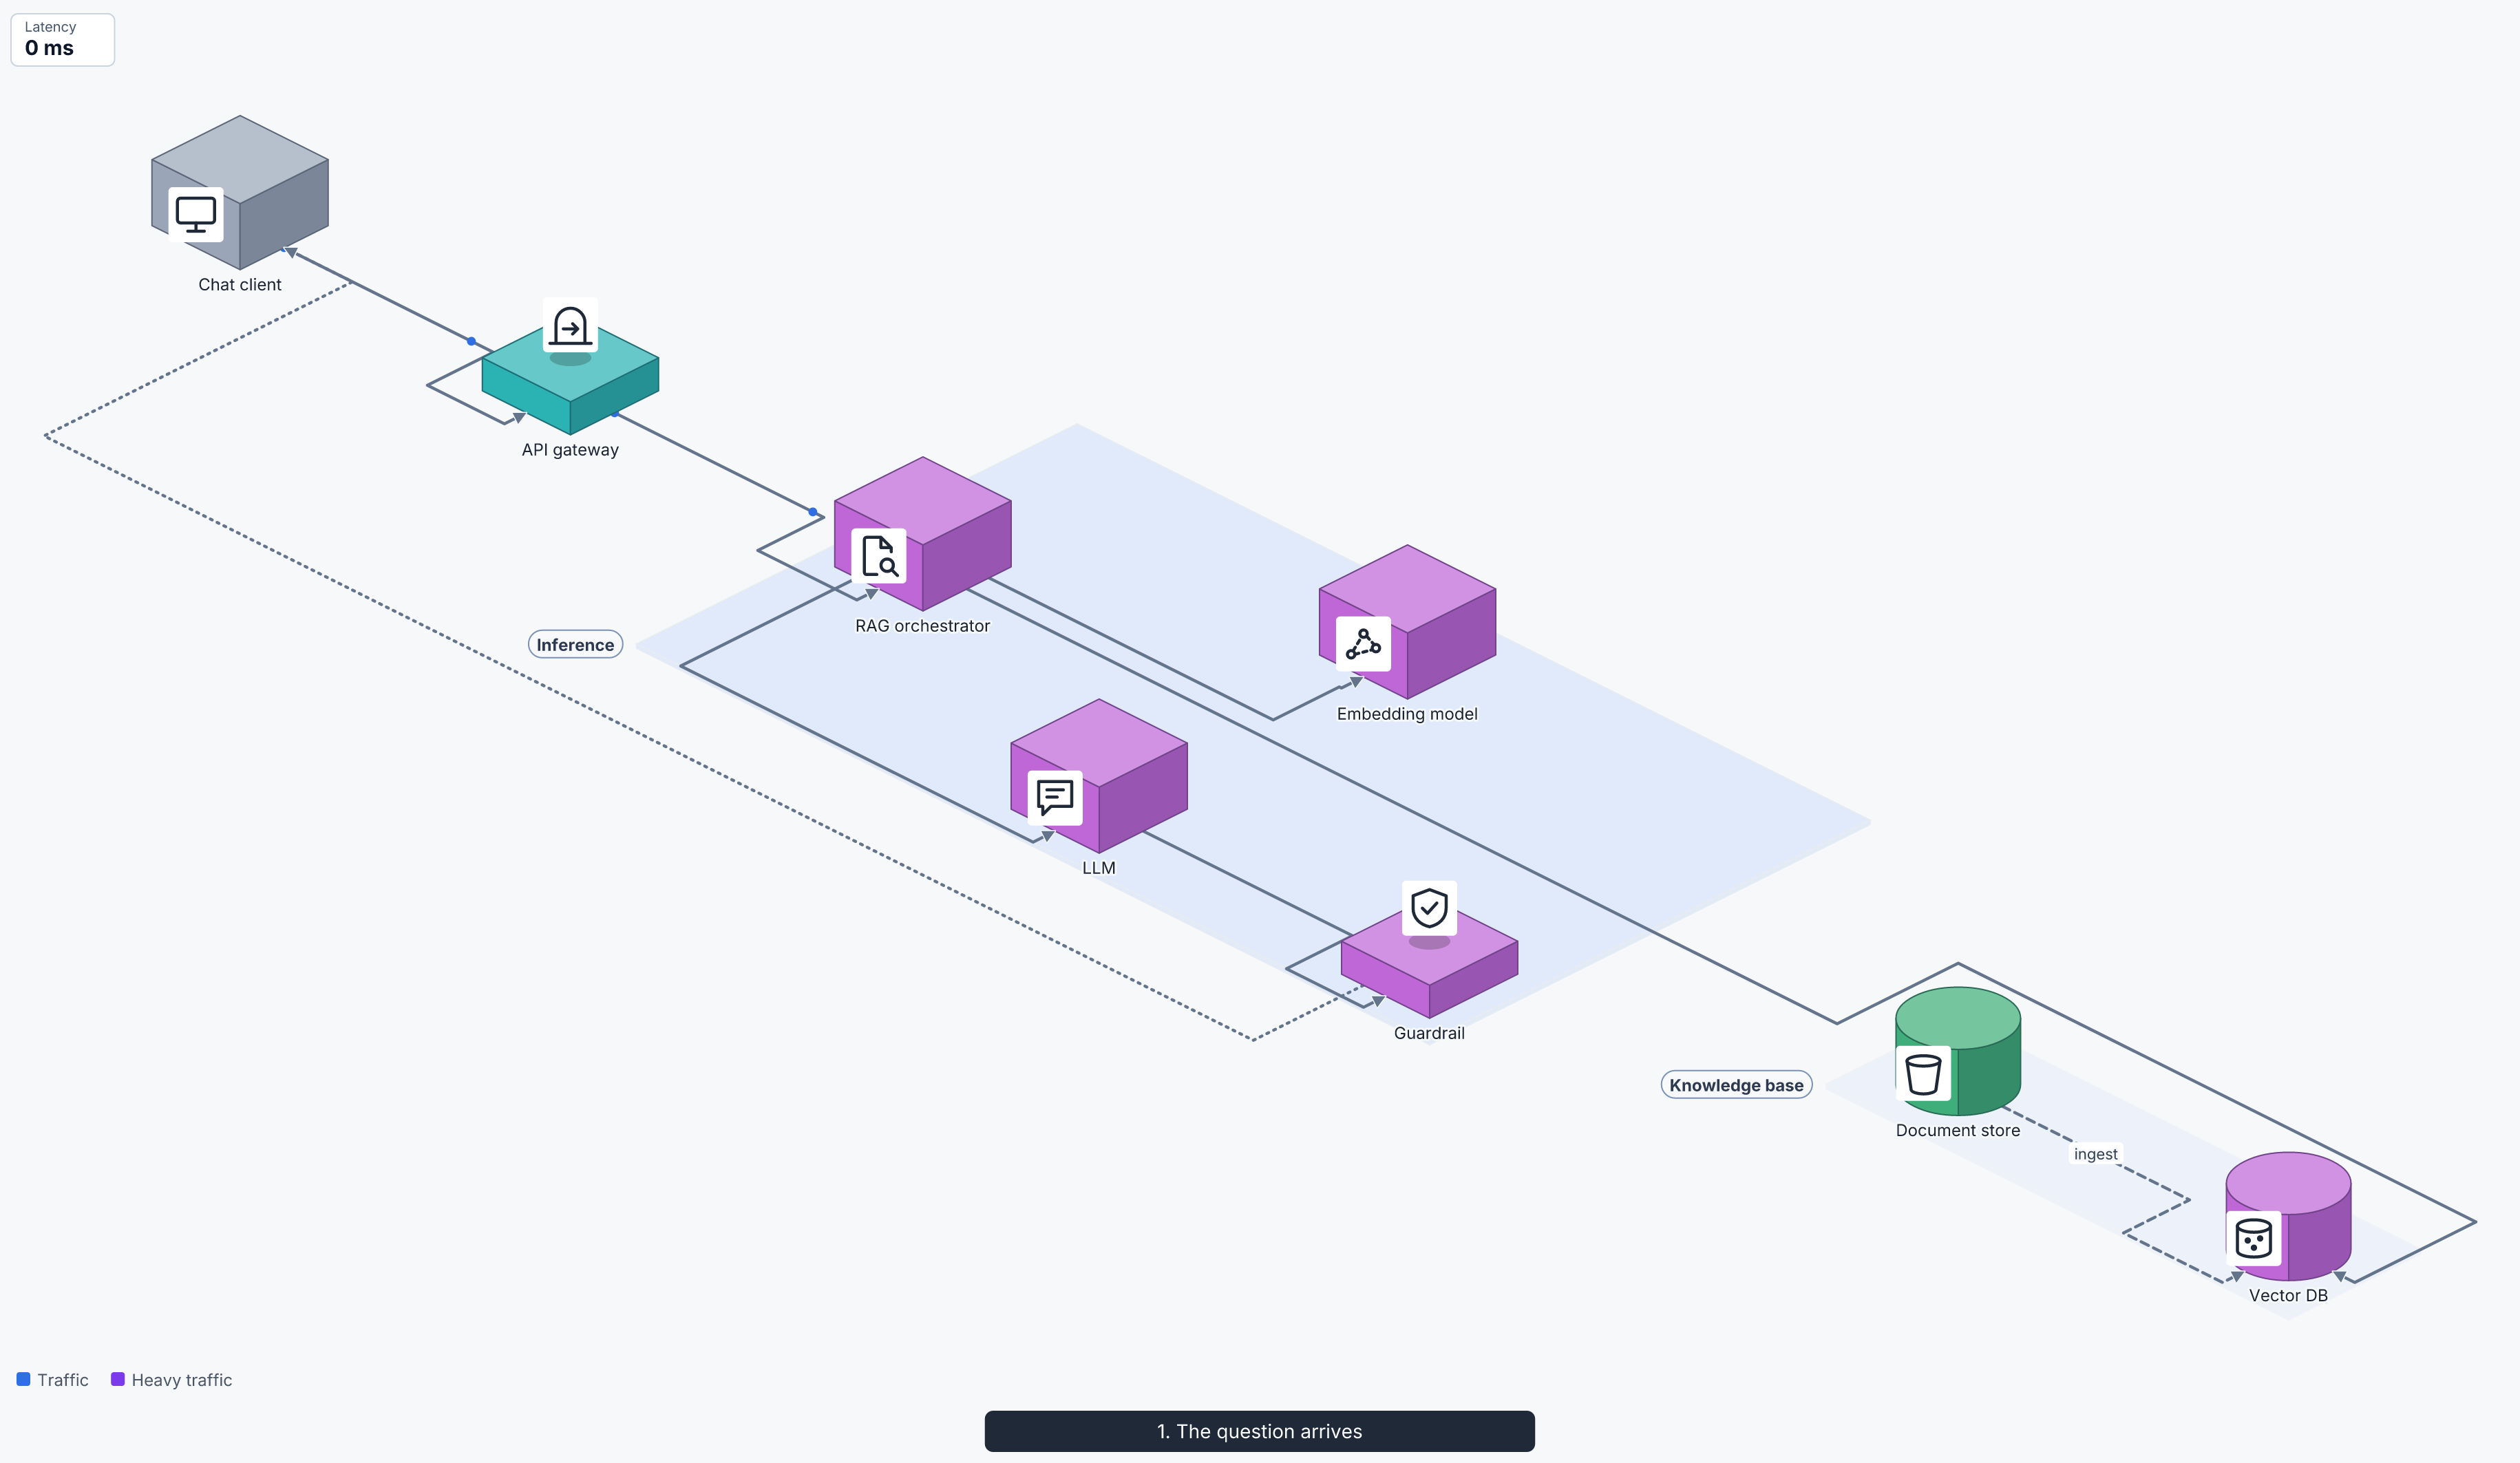 Latency
0 ms
Chat client
API gateway
RAG orchestrator
Inference
Embedding model
LLM
Guardrail
Knowledge base
Document store
ingest
Vector DB
Traffic
Heavy traffic
1. The question arrives